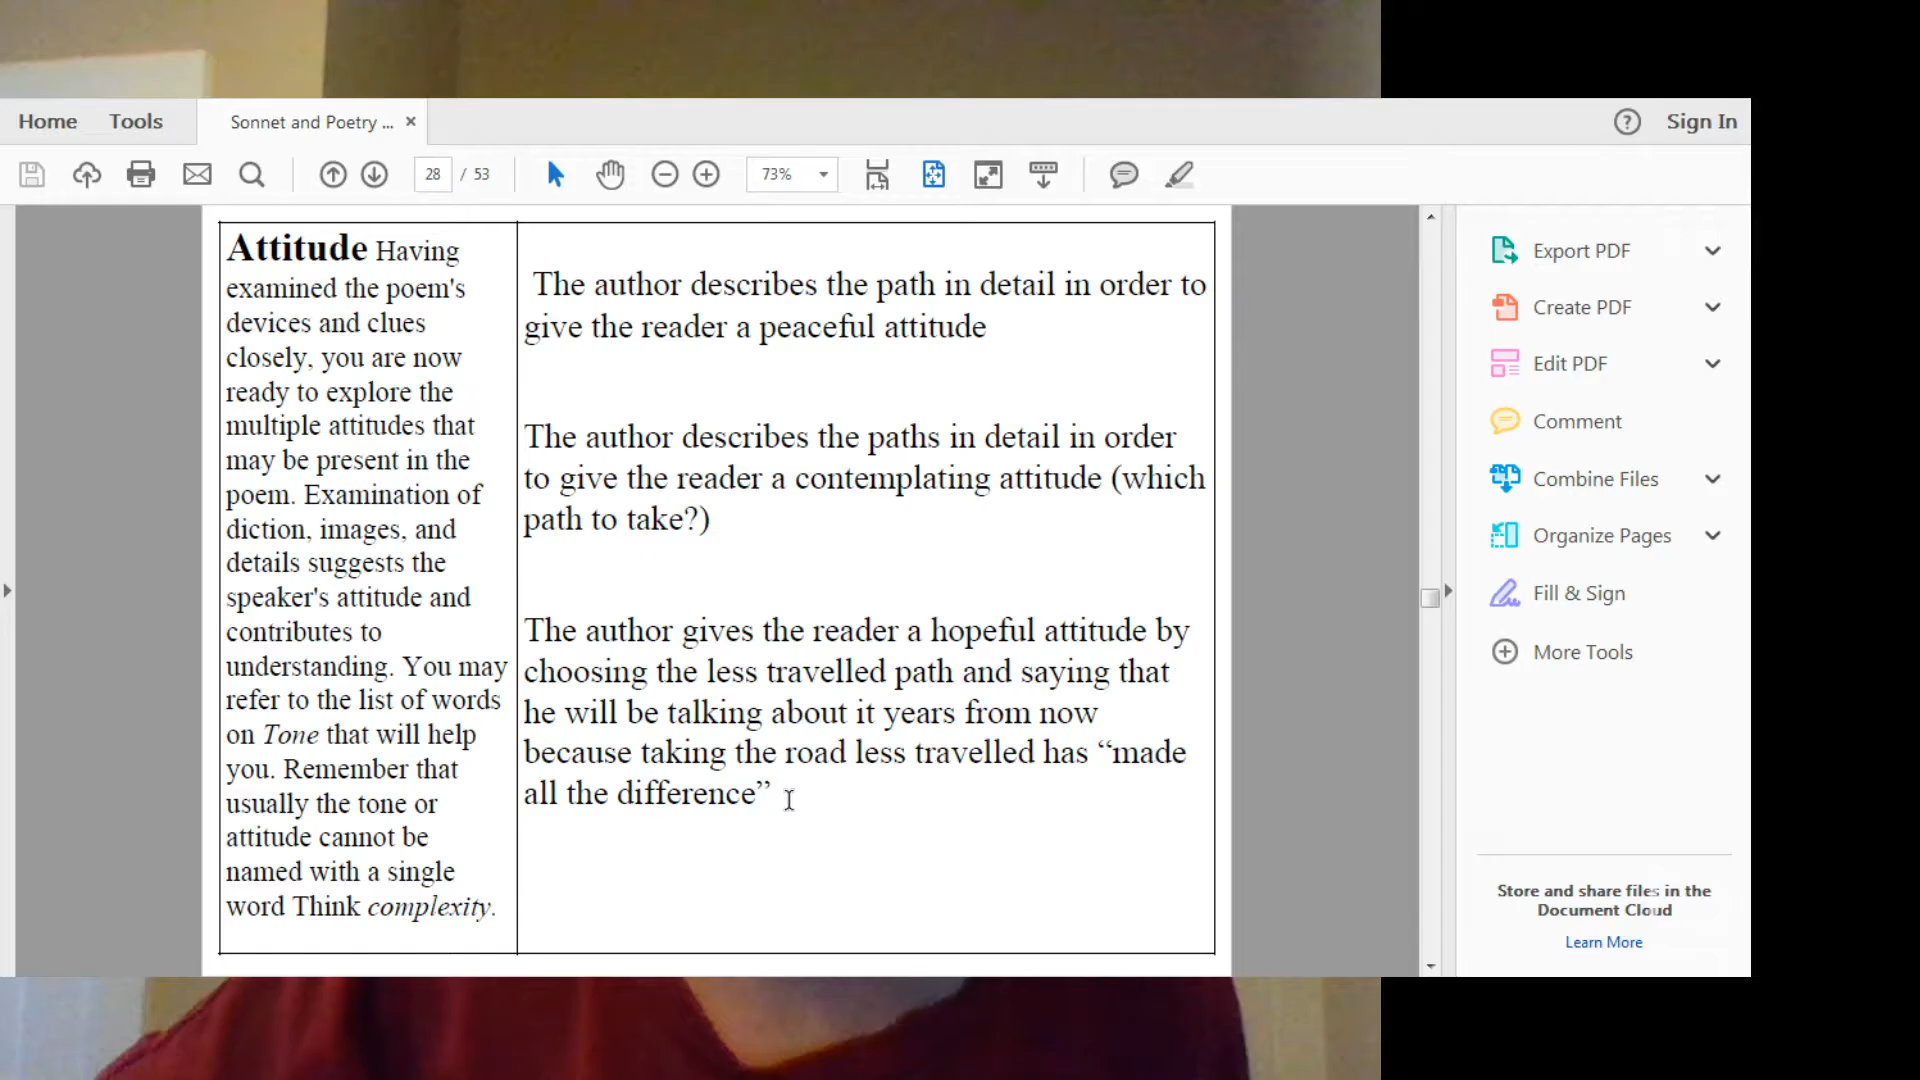 Home Tools Sonnet and Poetry ... × ? Sign In
28 / 53 73%
Attitude Having
examined the poem's
devices and clues
closely, you are now
ready to explore the
multiple attitudes that
may be present in the
poem. Examination of
diction, images, and
details suggests the
speaker's attitude and
contributes to
understanding. You may
refer to the list of words
on Tone that will help
you. Remember that
usually the tone or
attitude cannot be
named with a single
word Think complexity.
The author describes the path in detail in order to
give the reader a peaceful attitude
The author describes the paths in detail in order
to give the reader a contemplating attitude (which
path to take?)
The author gives the reader a hopeful attitude by
choosing the less travelled path and saying that
he will be talking about it years from now
because taking the road less travelled has “made
all the difference”
Export PDF
Create PDF
Edit PDF
Comment
Combine Files
Organize Pages
Fill & Sign
More Tools
Store and share files in the
Document Cloud
Learn More